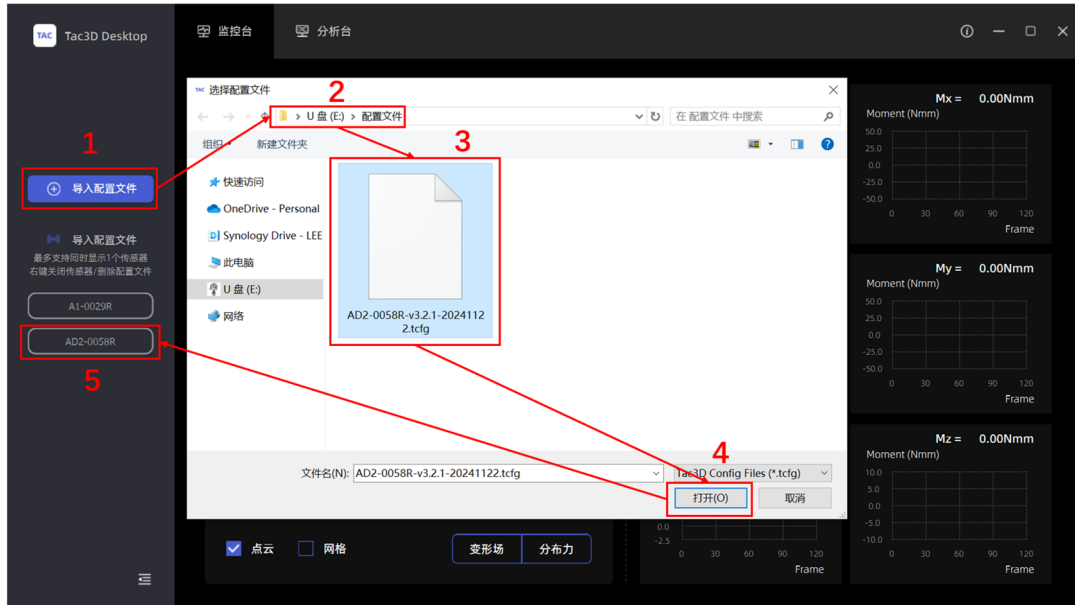 TAC Tac3D Desktop
监控台
分析台
TAC 选择配置文件
2
U 盘 (E:) > 配置文件
在 配置文件 中搜索
组织
新建文件夹
3
1
导入配置文件
导入配置文件
最多支持同时显示1个传感器
右键关闭传感器/删除配置文件
A1-0029R
AD2-0058R
5
快速访问
OneDrive - Personal
Synology Drive - LEE
此电脑
U 盘 (E:)
网络
AD2-0058R-v3.2.1-2024112
2.tcfg
4
文件名(N): AD2-0058R-v3.2.1-20241122.tcfg
Tac3D Config Files (*.tcfg)
打开(O)
取消
点云
网格
变形场
分布力
0.0
-2.5
0 30 60 90 120
Frame
Mx = 0.00Nmm
Moment (Nmm)
50.0
25.0
0.0
-25.0
-50.0
0 30 60 90 120
Frame
My = 0.00Nmm
Moment (Nmm)
50.0
25.0
0.0
-25.0
-50.0
0 30 60 90 120
Frame
Mz = 0.00Nmm
Moment (Nmm)
10.0
5.0
0.0
-5.0
-10.0
0 30 60 90 120
Frame